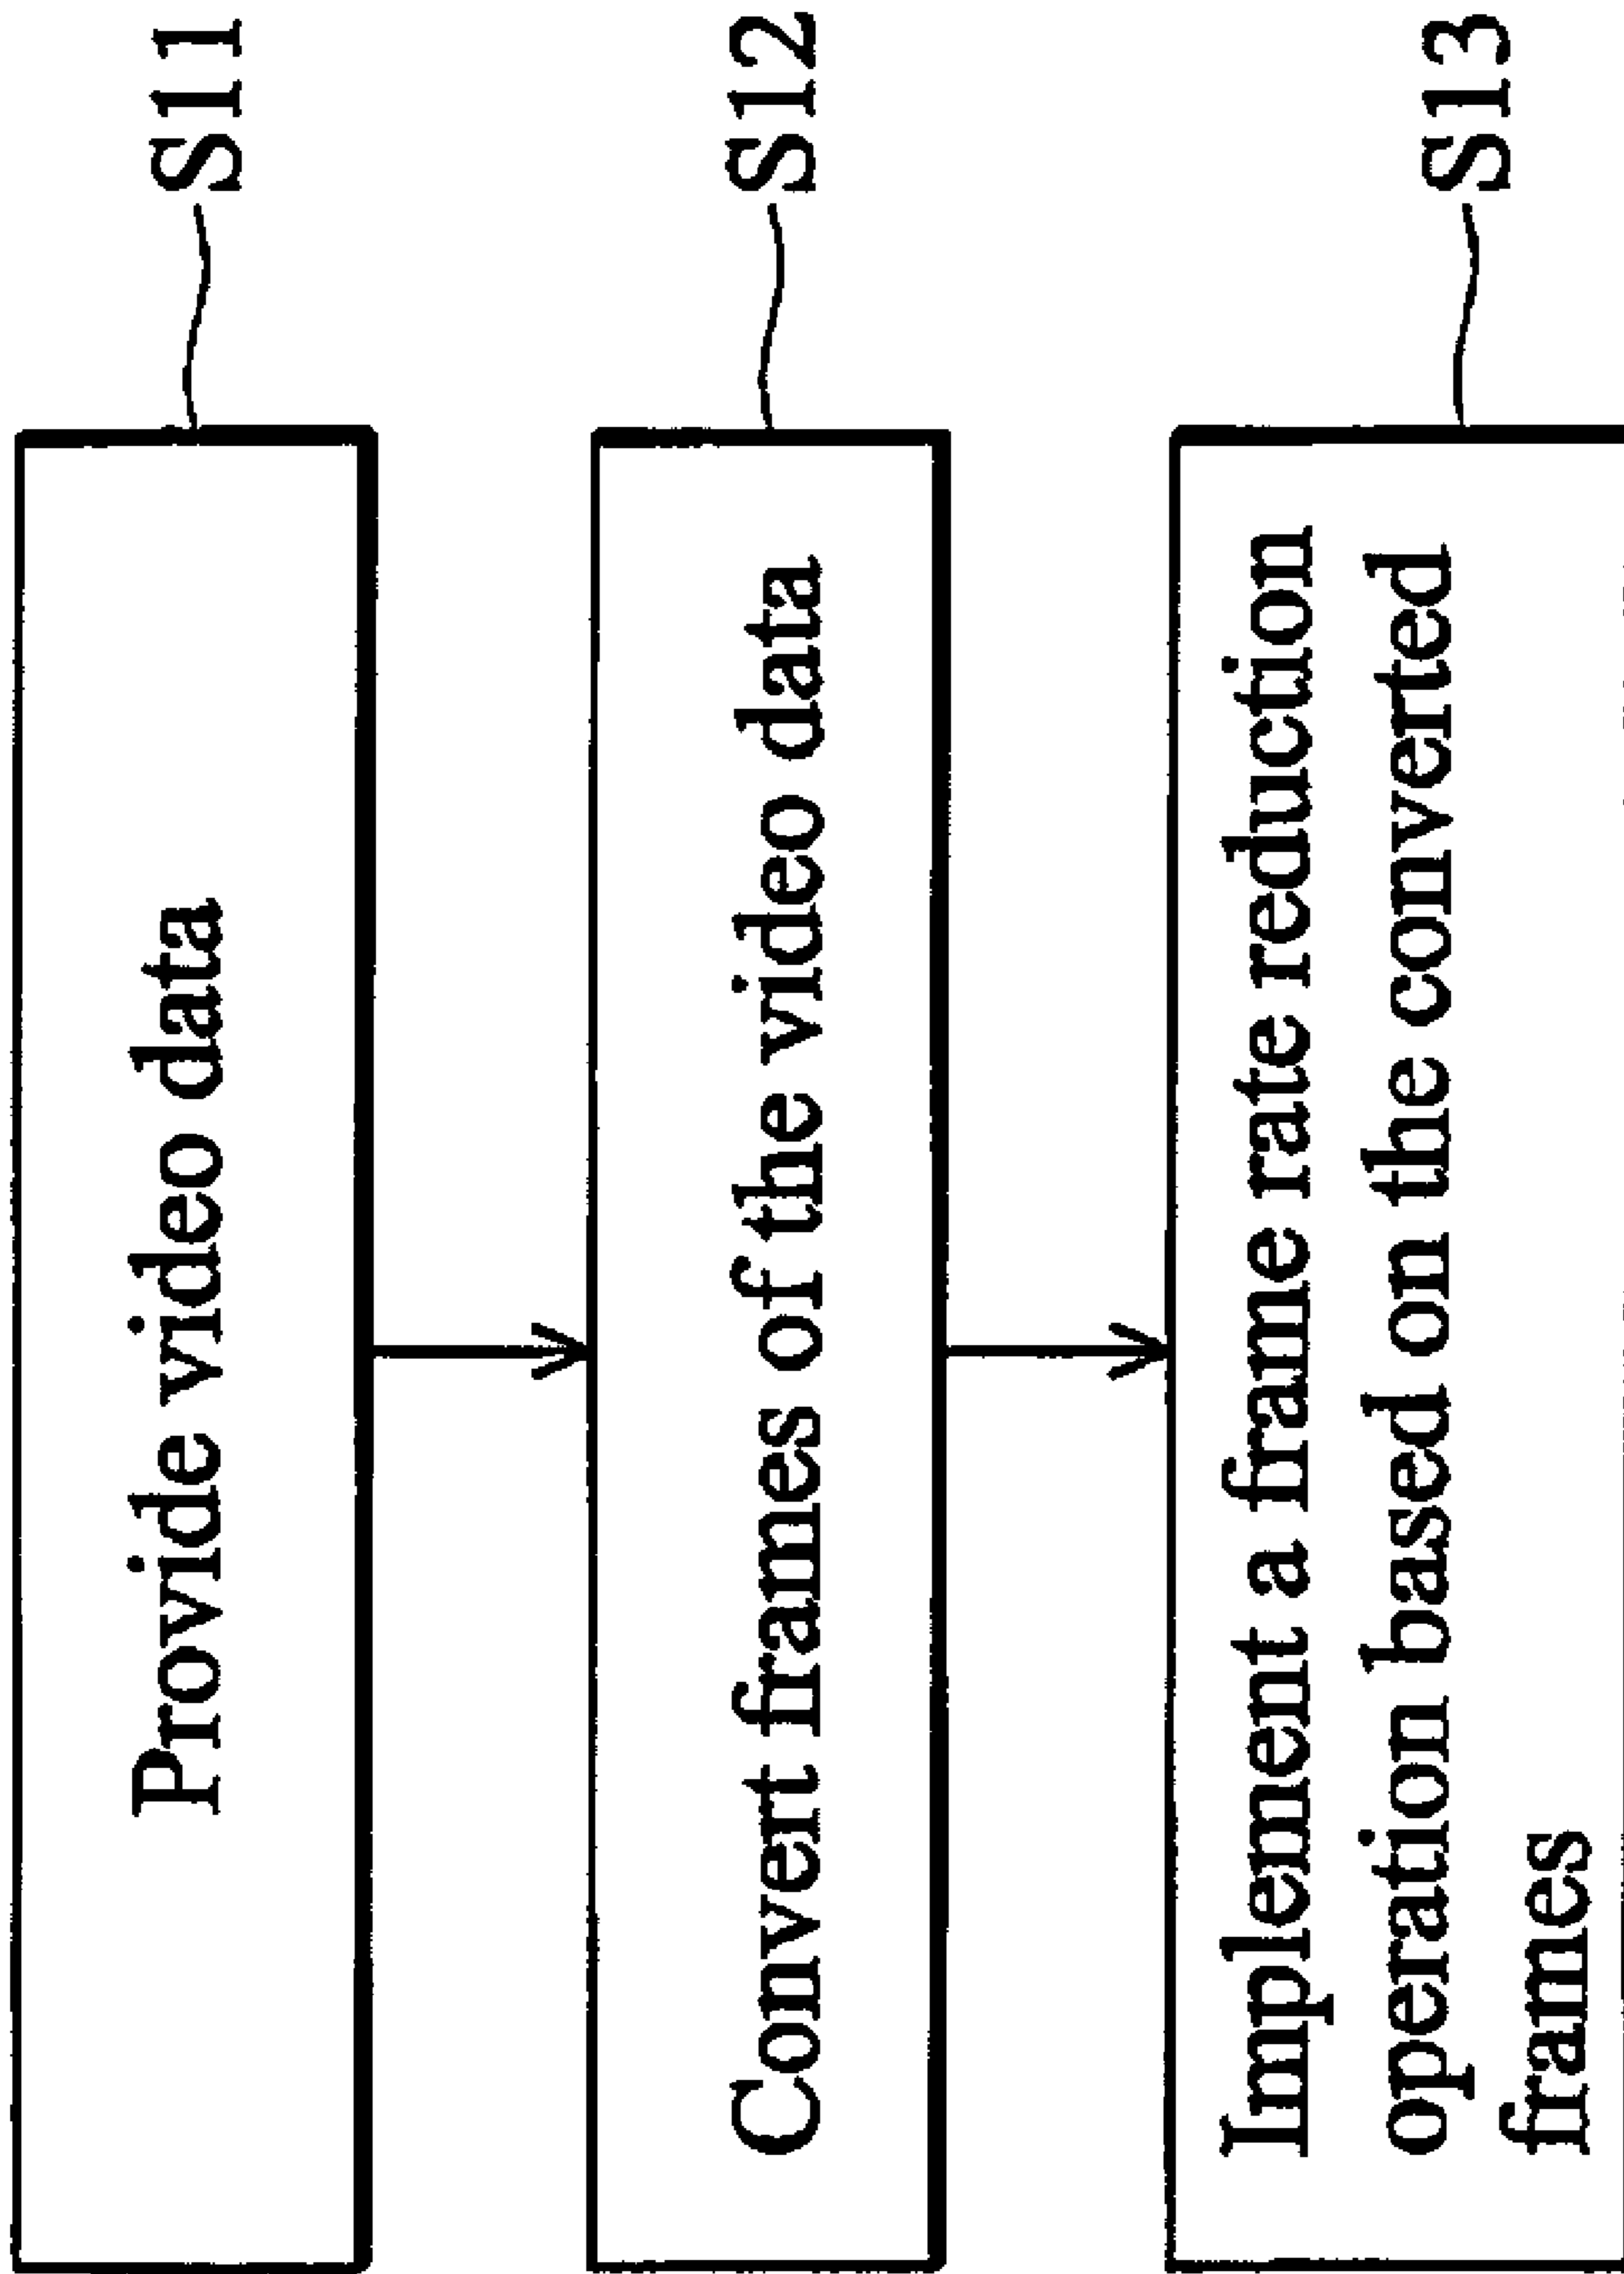 Provide video data
S11
Convert frames of the video data
S12
Implement a frame rate reduction
operation based on the converted
frames
S13